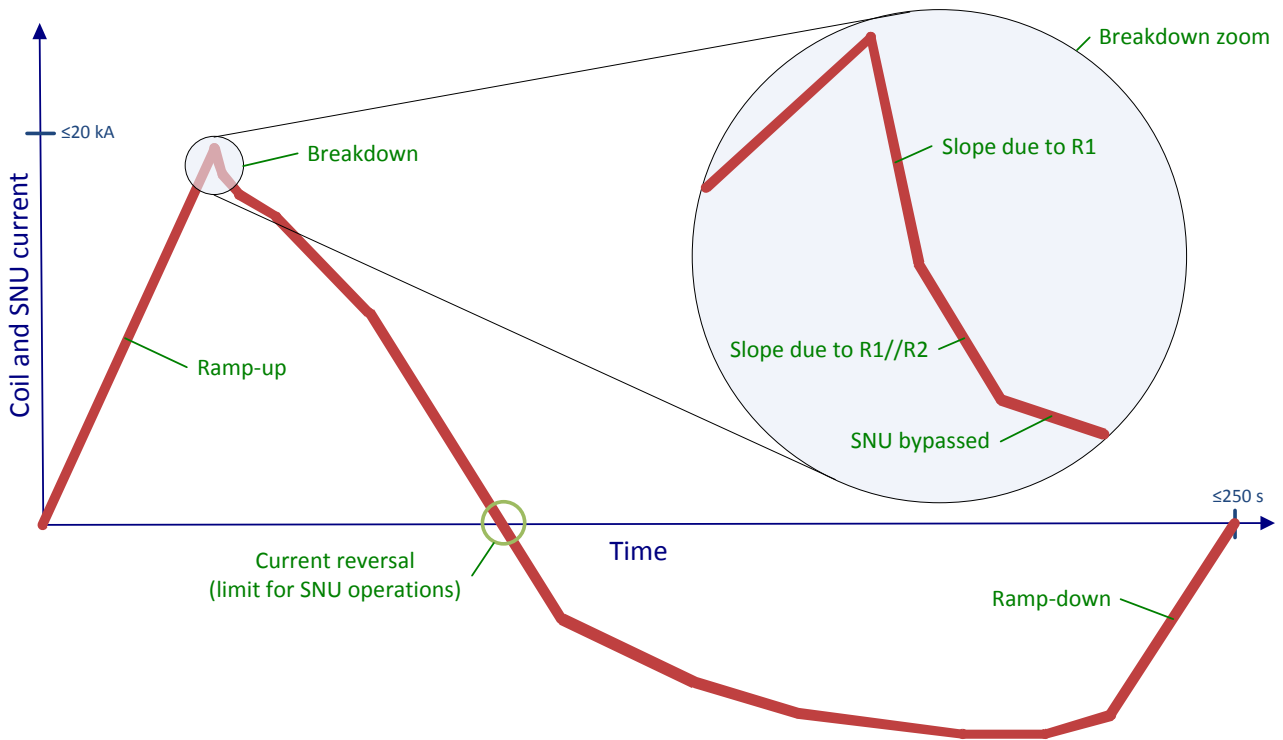 Breakdown zoom
≤20 kA
Breakdown
Slope due to R1
Coil and SNU current
Ramp-up
Slope due to R1//R2
SNU bypassed
≤250 s
Time
Current reversal
(limit for SNU operations)
Ramp-down